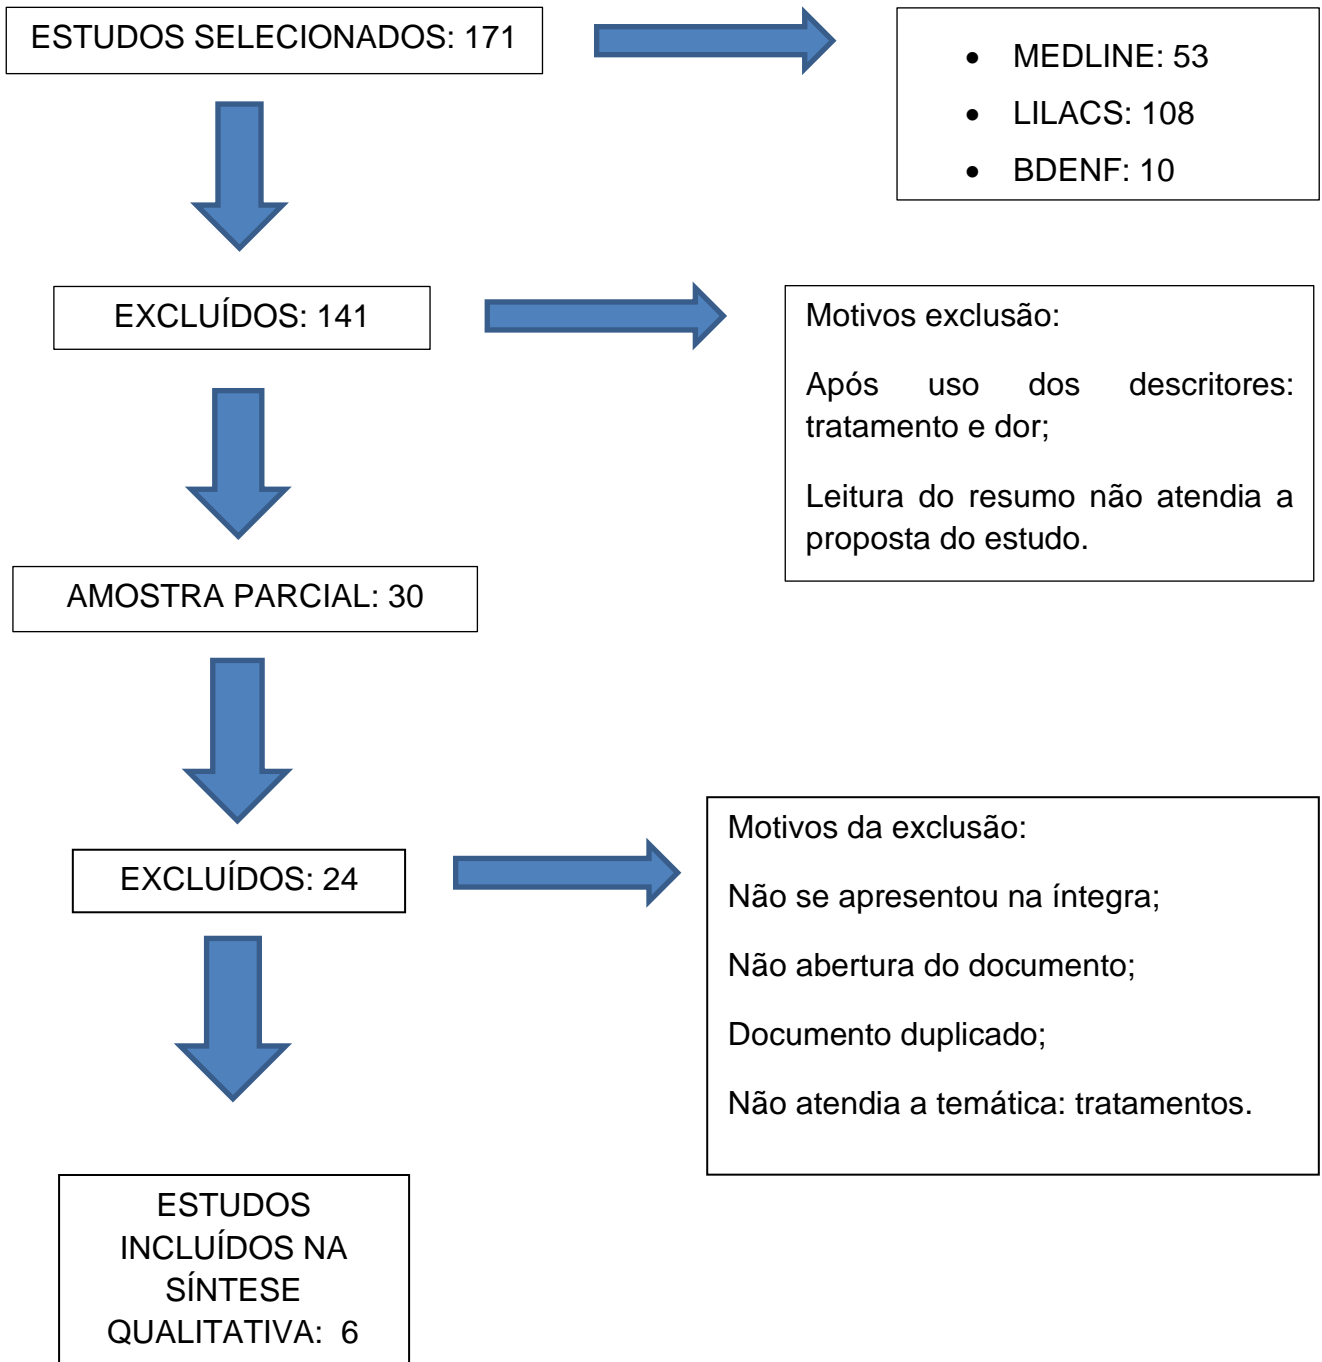 ESTUDOS SELECIONADOS: 171
• MEDLINE: 53
• LILACS: 108
• BDENF: 10
EXCLUÍDOS: 141
Motivos exclusão:
Após uso dos descritores:
tratamento e dor;
Leitura do resumo não atendia a
proposta do estudo.
AMOSTRA PARCIAL: 30
EXCLUÍDOS: 24
Motivos da exclusão:
Não se apresentou na íntegra;
Não abertura do documento;
Documento duplicado;
Não atendia a temática: tratamentos.
ESTUDOS
INCLUÍDOS NA
SÍNTESE
QUALITATIVA: 6